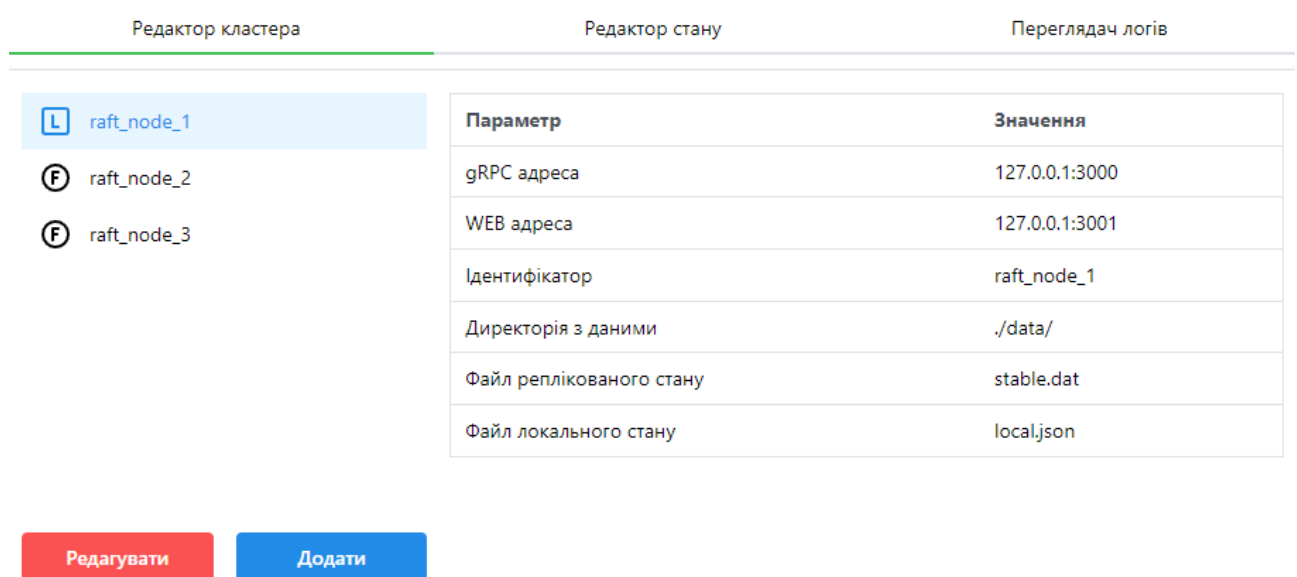 Редактор кластера Редактор стану Переглядач логів
L raft_node_1
F raft_node_2
F raft_node_3
Параметр Значення
gRPC адреса 127.0.0.1:3000
WEB адреса 127.0.0.1:3001
Ідентифікатор raft_node_1
Директорія з даними ./data/
Файл реплікованого стану stable.dat
Файл локального стану local.json
Редагувати Додати